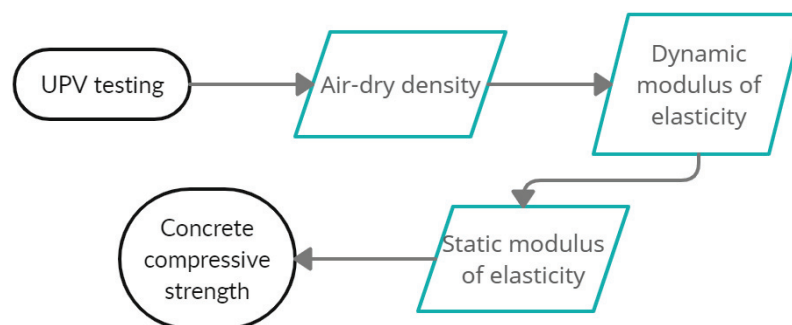 UPV testing
Air-dry density
Dynamic
modulus of
elasticity
Static modulus
of elasticity
Concrete
compressive
strength